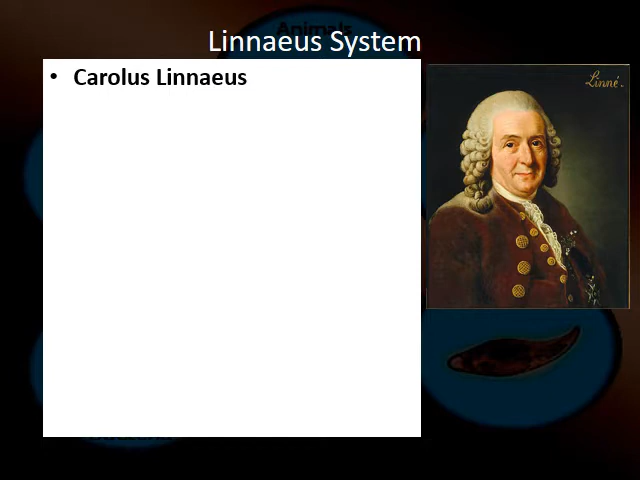 Animals
Linnaeus System
• Carolus Linnaeus
Linné.